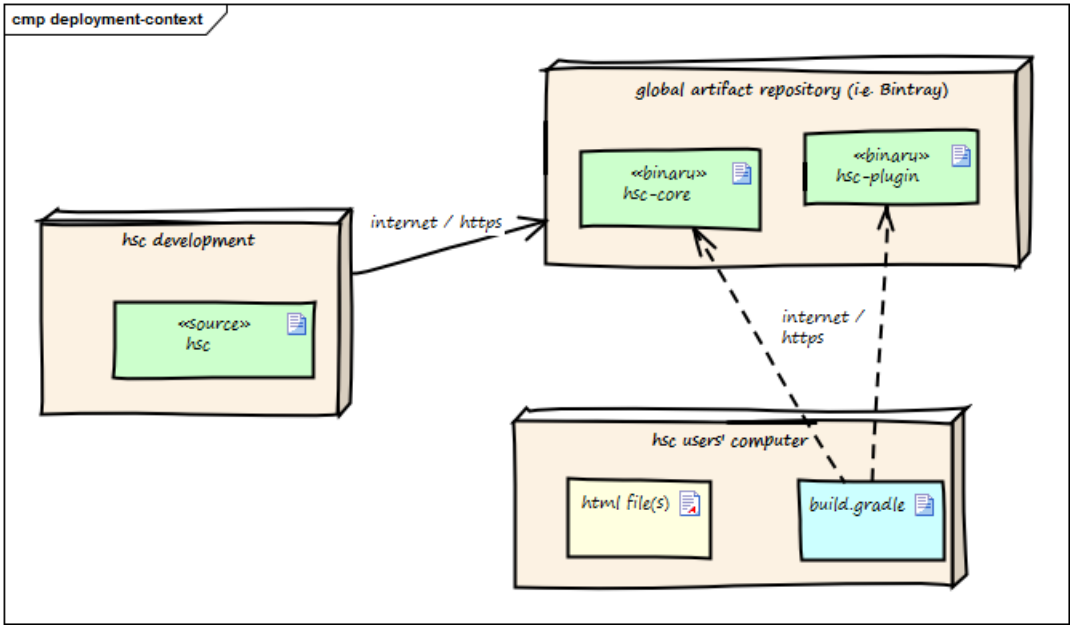 cmp deployment-context
global artifact repository (i.e. Bintray)
«binary»
hsc-core
«binary»
hsc-plugin
internet / https
hsc development
«source»
hsc
internet /
https
hsc users' computer
html file(s)
build.gradle